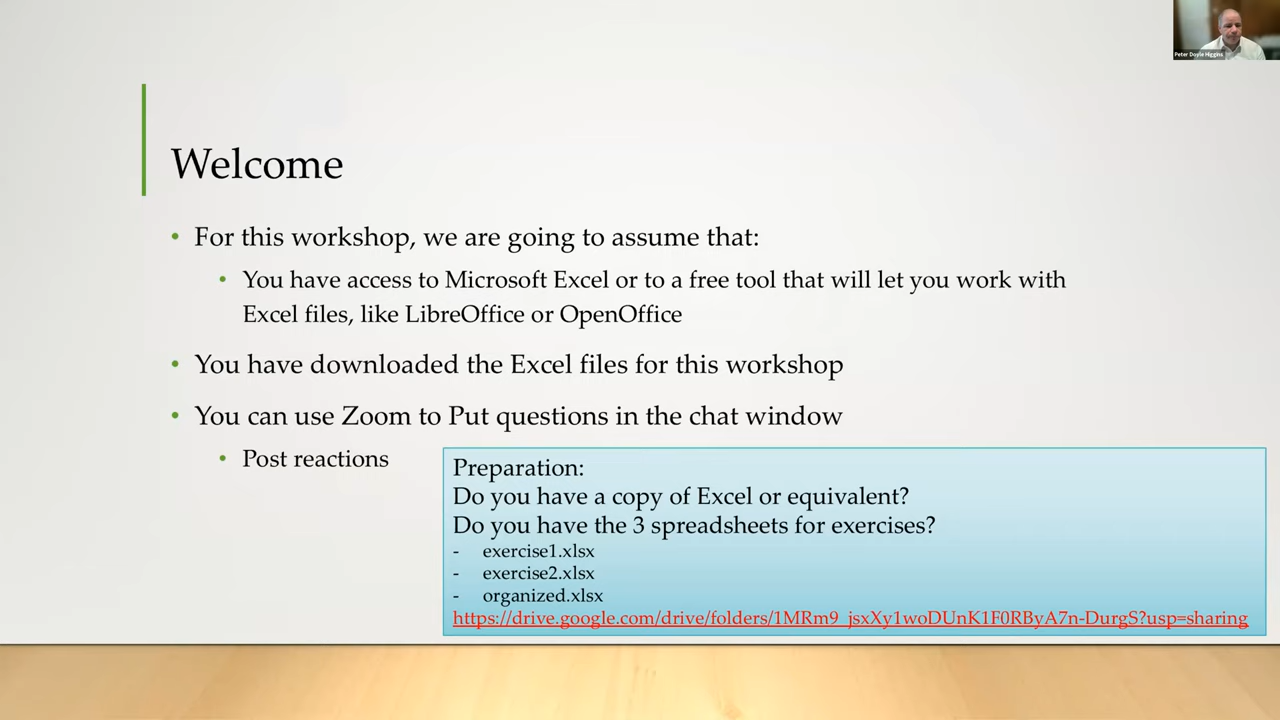 Peter Doyle Higgins
Welcome
• For this workshop, we are going to assume that:
• You have access to Microsoft Excel or to a free tool that will let you work with
Excel files, like LibreOffice or OpenOffice
• You have downloaded the Excel files for this workshop
• You can use Zoom to Put questions in the chat window
• Post reactions
Preparation:
Do you have a copy of Excel or equivalent?
Do you have the 3 spreadsheets for exercises?
- exercise1.xlsx
- exercise2.xlsx
- organized.xlsx
https://drive.google.com/drive/folders/1MRm9_jsxXy1woDUnK1F0RByA7n-DurgS?usp=sharing